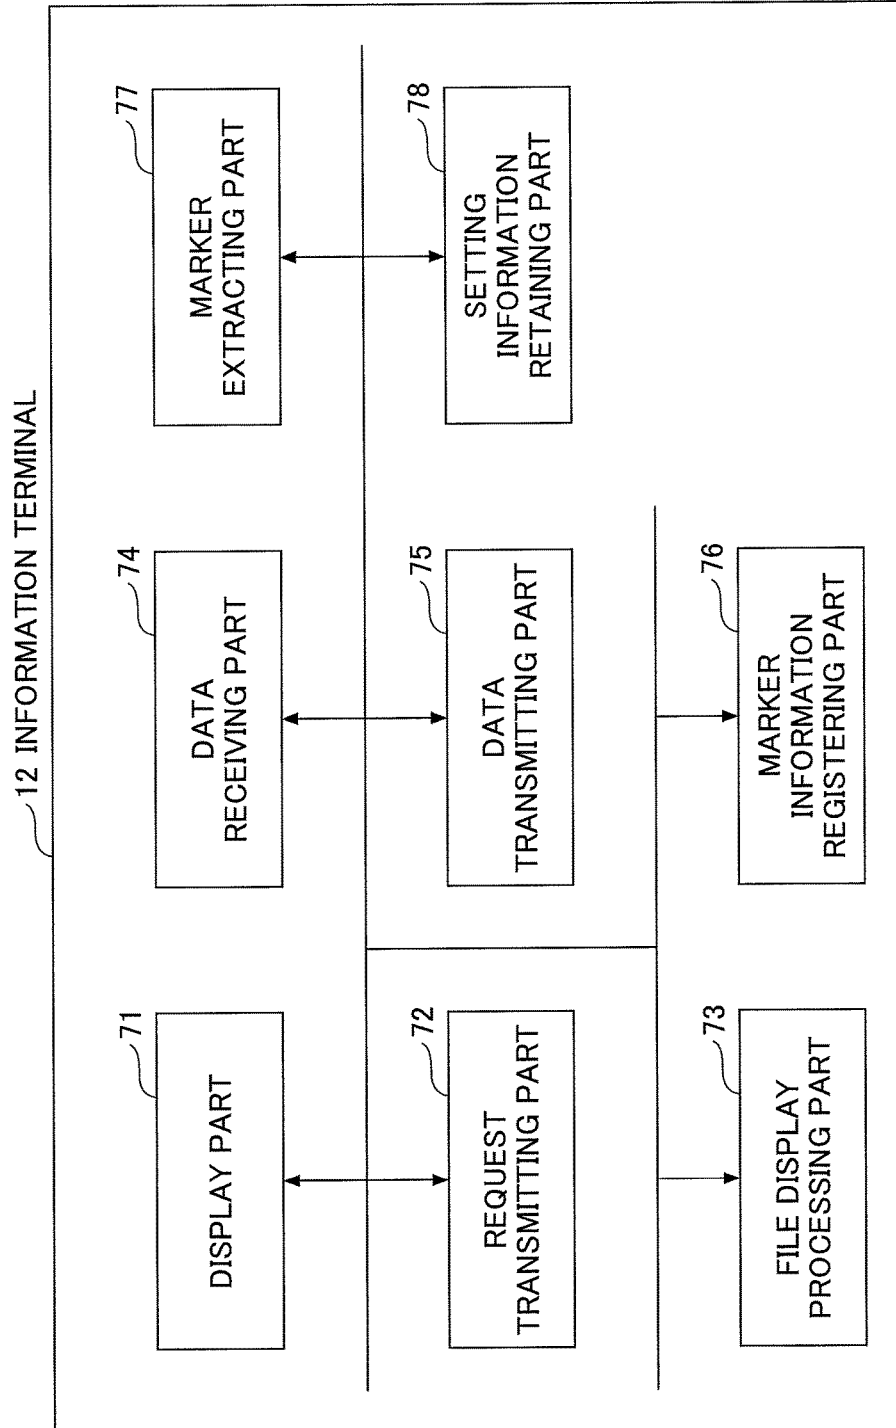 12 INFORMATION TERMINAL
71
DISPLAY PART
74
DATA
RECEIVING PART
77
MARKER
EXTRACTING PART
72
REQUEST
TRANSMITTING PART
75
DATA
TRANSMITTING PART
78
SETTING
INFORMATION
RETAINING PART
73
FILE DISPLAY
PROCESSING PART
76
MARKER
INFORMATION
REGISTERING PART